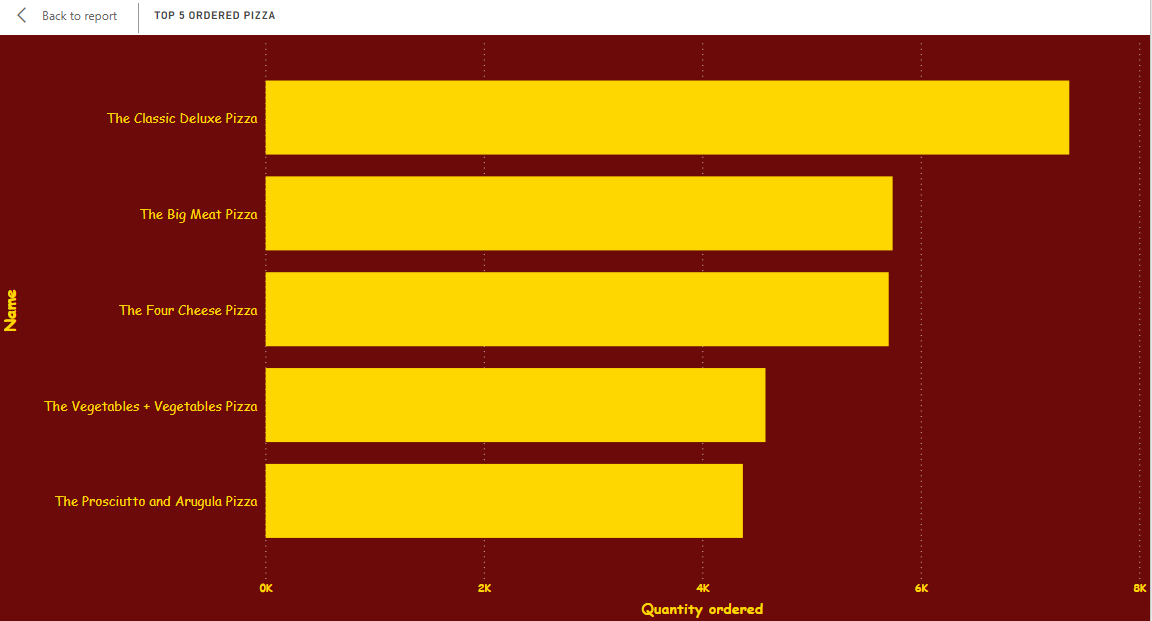 Back to report
TOP 5 ORDERED PIZZA
The Classic Deluxe Pizza
The Big Meat Pizza
The Four Cheese Pizza
The Vegetables + Vegetables Pizza
The Prosciutto and Arugula Pizza
Name
0K 2K 4K 6K 8K
Quantity ordered